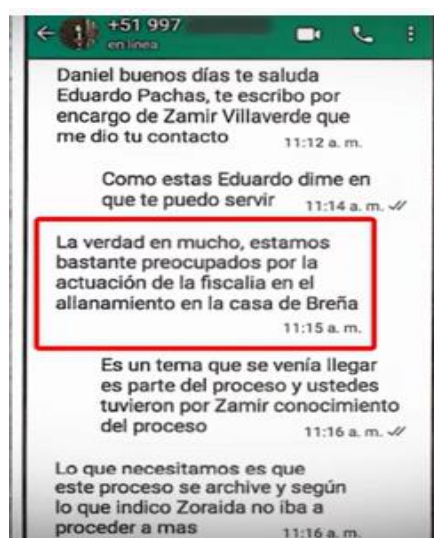 +51 997
en línea
Daniel buenos días te saluda
Eduardo Pachas, te escribo por
encargo de Zamir Villaverde que
me dio tu contacto 11:12 a. m.
Como estas Eduardo dime en
que te puedo servir 11:14 a. m.
La verdad en mucho, estamos
bastante preocupados por la
actuación de la fiscalia en el
allanamiento en la casa de Breña
11:15 a. m.
Es un tema que se venía llegar
es parte del proceso y ustedes
tuvieron por Zamir conocimiento
del proceso 11:16 a. m.
Lo que necesitamos es que
este proceso se archive y según
lo que indico Zoraida no iba a
proceder a mas 11:16 a. m.